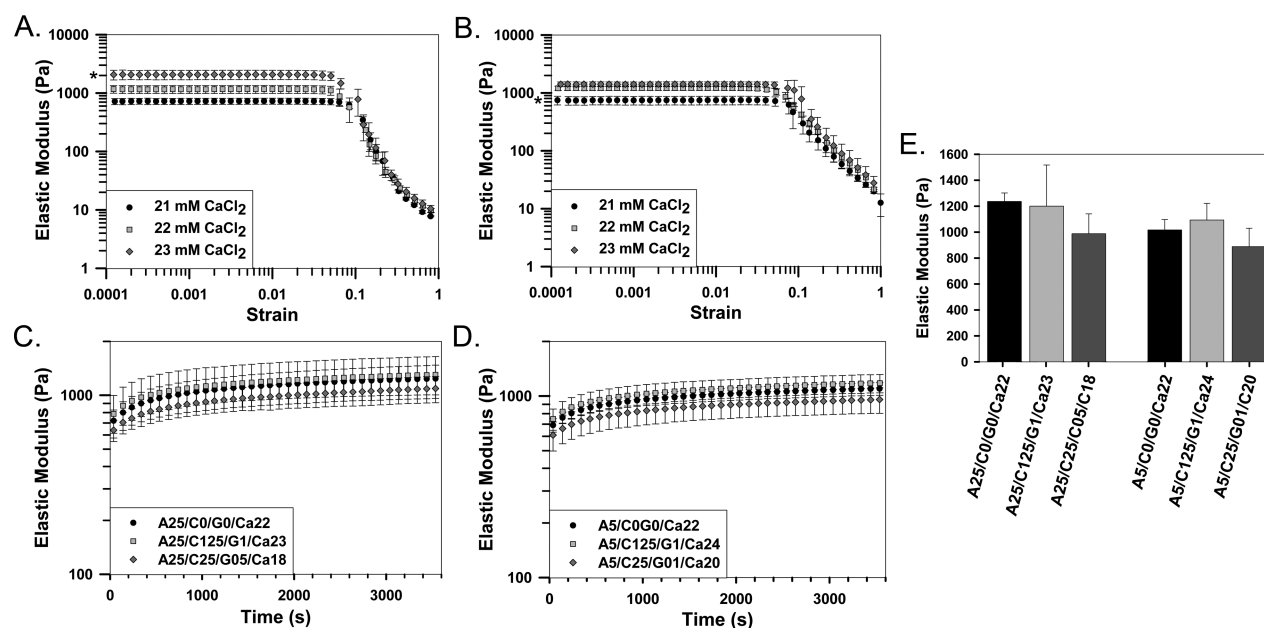 A.
Elastic Modulus (Pa)
10000
1000
100
10
1
*
21 mM CaCl2
22 mM CaCl2
23 mM CaCl2
0.0001 0.001 0.01 0.1 1
Strain
B.
Elastic Modulus (Pa)
10000
1000
100
10
1
*
21 mM CaCl2
22 mM CaCl2
23 mM CaCl2
0.0001 0.001 0.01 0.1 1
Strain
C.
Elastic Modulus (Pa)
1000
100
A25/C0/G0/Ca22
A25/C125/G1/Ca23
A25/C25/G05/Ca18
0 1000 2000 3000
Time (s)
D.
Elastic Modulus (Pa)
1000
100
A5/C0G0/Ca22
A5/C125/G1/Ca24
A5/C25/G01/Ca20
0 1000 2000 3000
Time (s)
E.
Elastic Modulus (Pa)
1600
1400
1200
1000
800
600
400
200
0
A25/C0/G0/Ca22
A25/C125/G1/Ca23
A25/C25/C05/C18
A5/C0/G0/Ca22
A5/C125/G1/Ca24
A5/C25/G01/C20